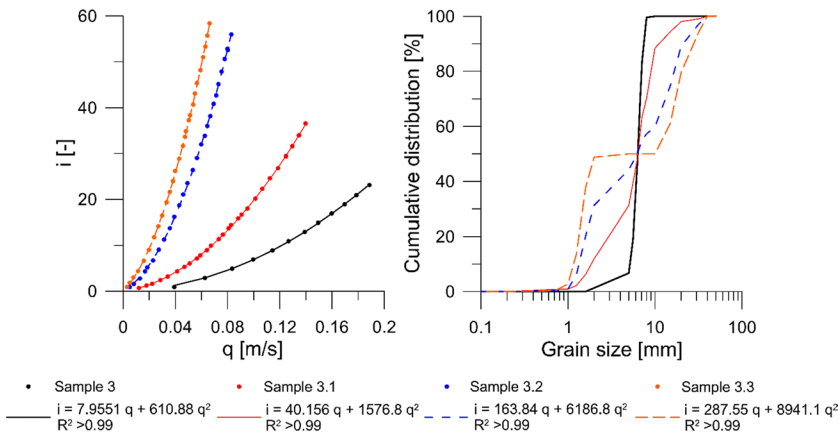 60
40
20
0
i [-]
0
0.04
0.08
0.12
0.16
0.2
q [m/s]
100
80
60
40
20
0
Cumulative distribution [%]
0.1
1
10
100
Grain size [mm]
Sample 3
Sample 3.1
Sample 3.2
Sample 3.3
i = 7.9551 q + 610.88 q²
i = 40.156 q + 1576.8 q²
i = 163.84 q + 6186.8 q²
i = 287.55 q + 8941.1 q²
R² >0.99
R² >0.99
R² >0.99
R² >0.99